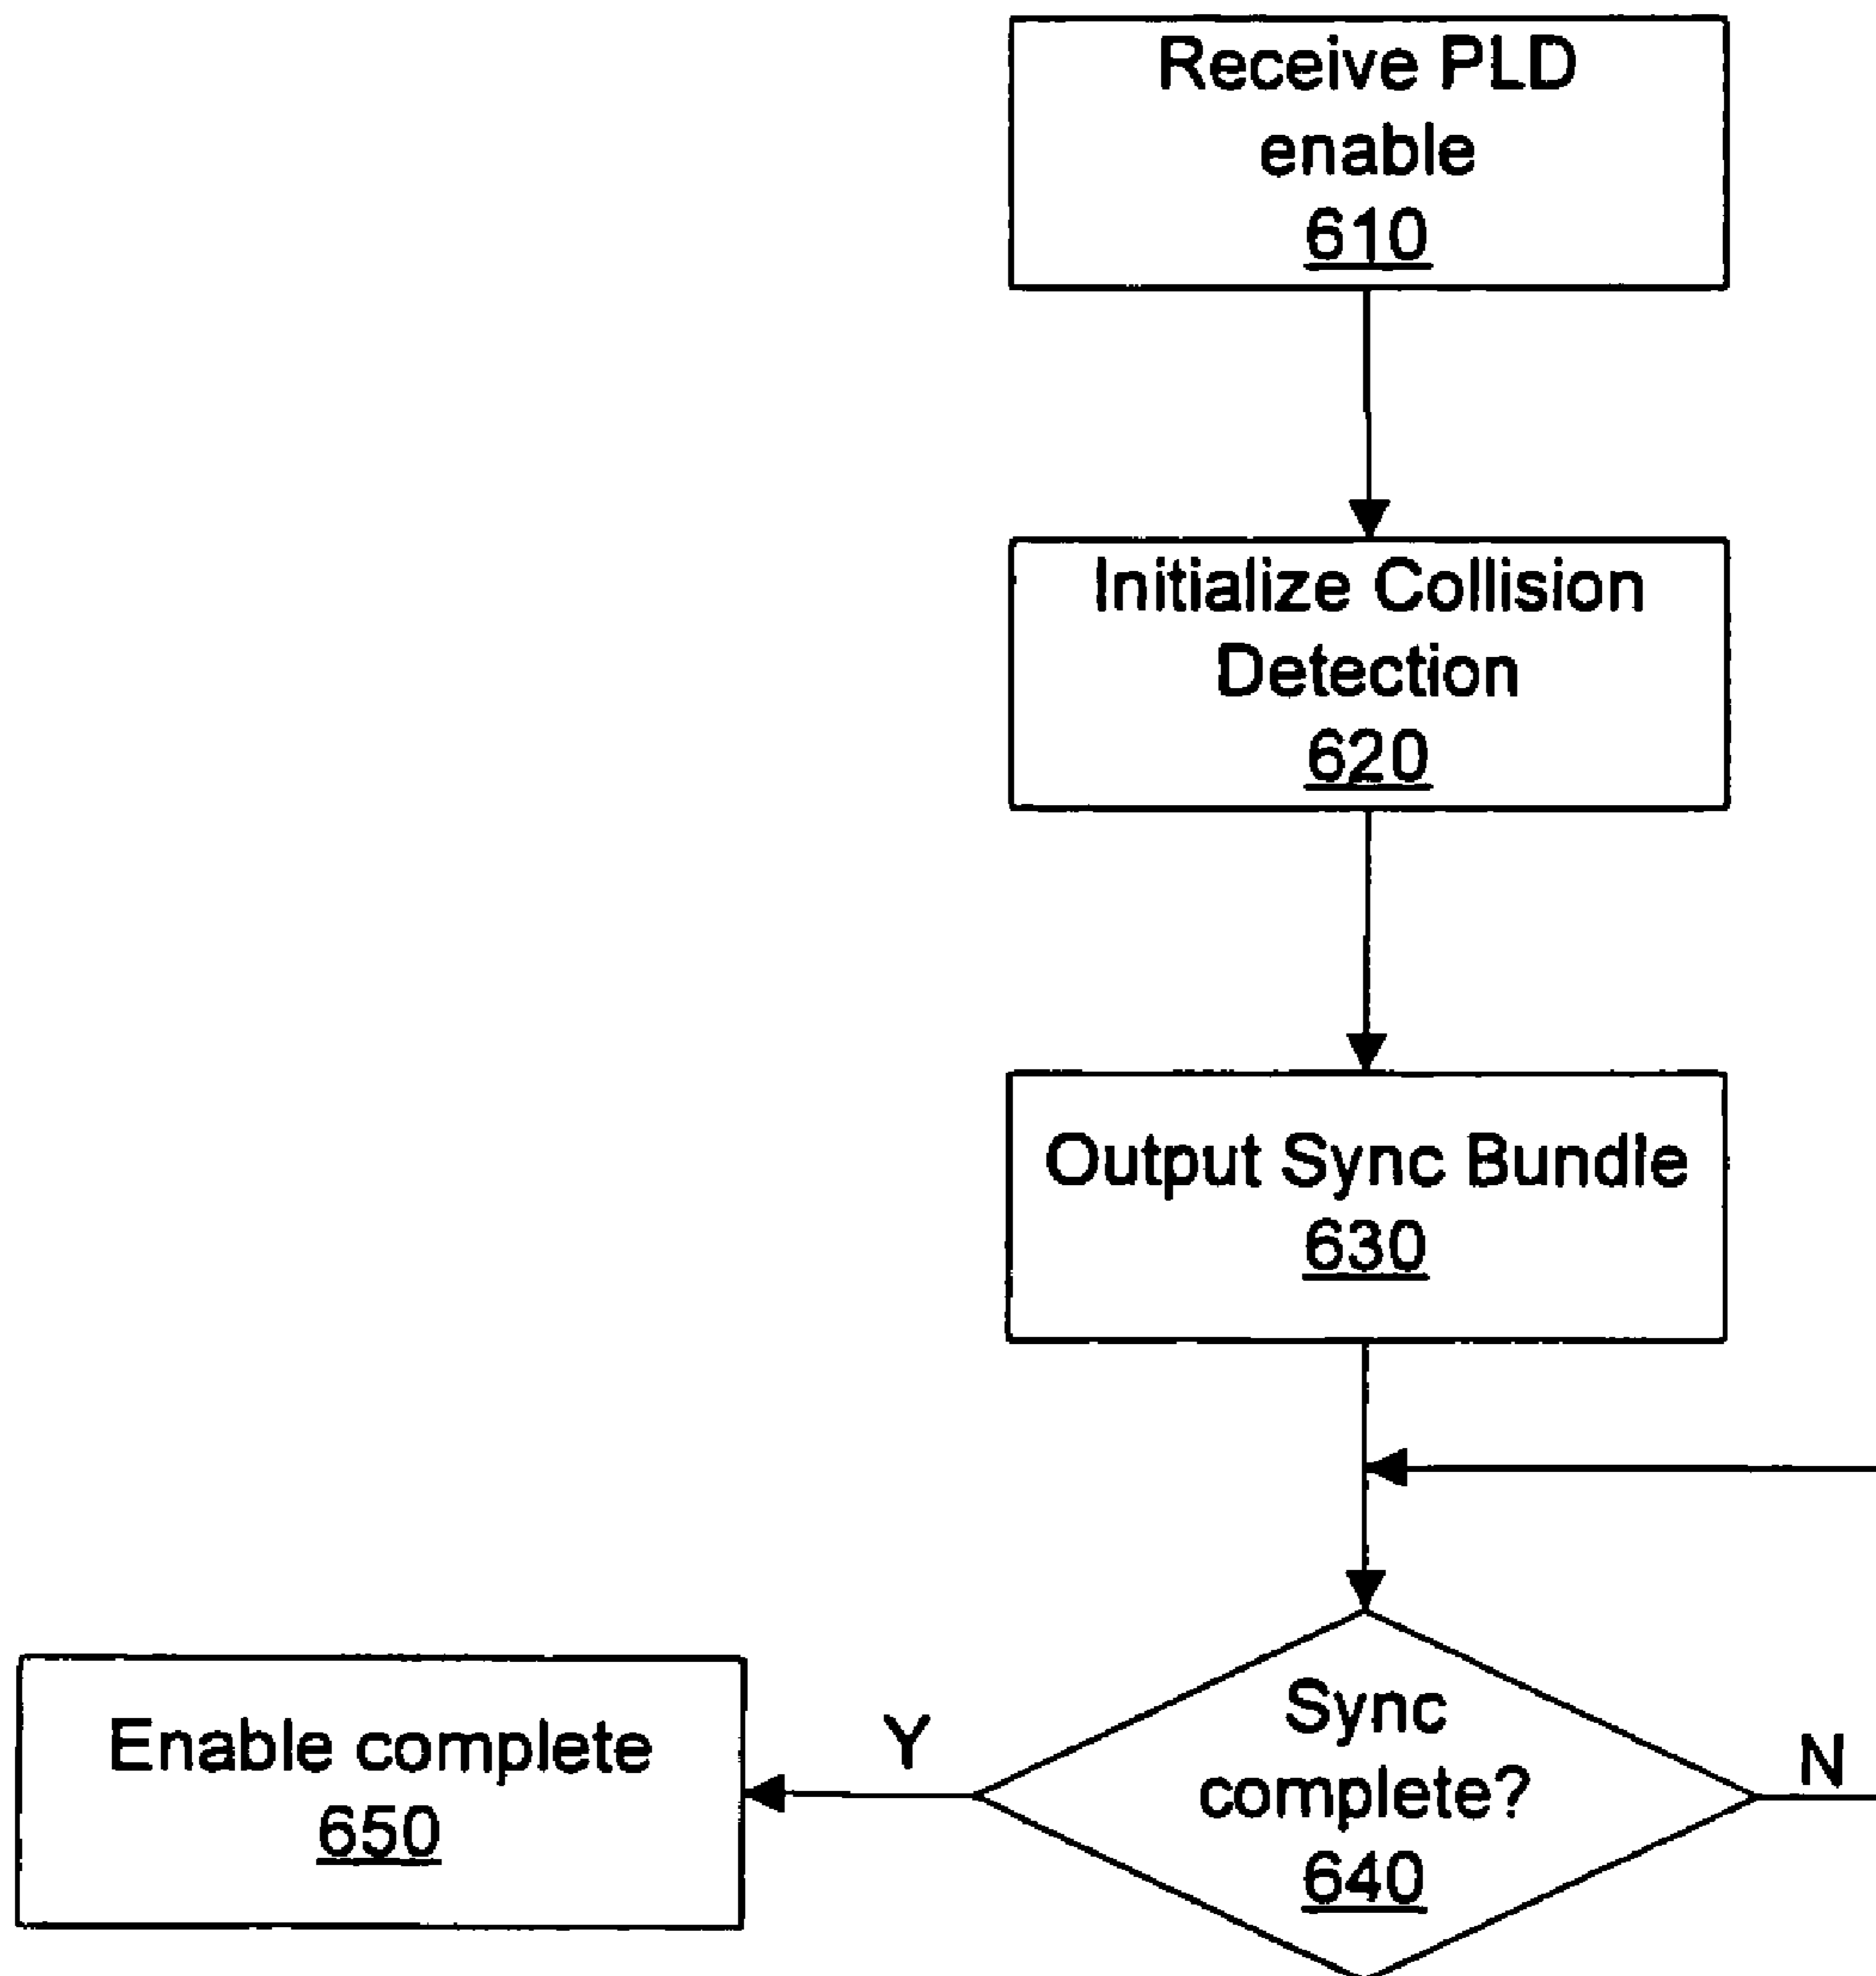 Receive PLD
enable
610
Initialize Collision
Detection
620
Output Sync Bundle
630
Sync
complete?
640
Y
N
Enable complete
650